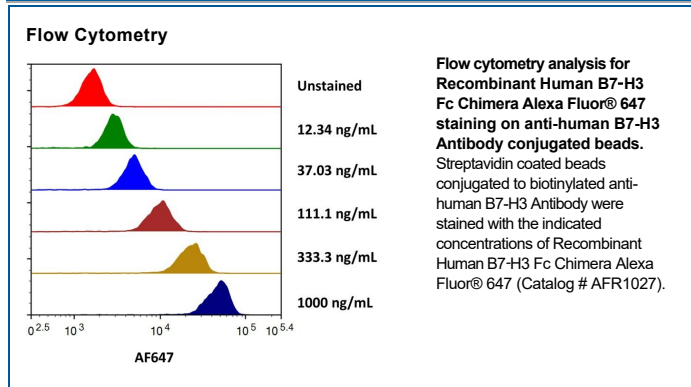 Flow Cytometry
Unstained
12.34 ng/mL
37.03 ng/mL
111.1 ng/mL
333.3 ng/mL
1000 ng/mL
0^2.5 10^3 10^4 10^5 10^5.4
AF647
Flow cytometry analysis for
Recombinant Human B7-H3
Fc Chimera Alexa Fluor® 647
staining on anti-human B7-H3
Antibody conjugated beads.
Streptavidin coated beads
conjugated to biotinylated anti-
human B7-H3 Antibody were
stained with the indicated
concentrations of Recombinant
Human B7-H3 Fc Chimera Alexa
Fluor® 647 (Catalog # AFR1027).